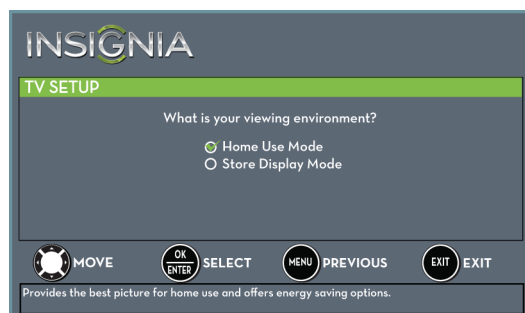 INSIGNIA
TV SETUP
What is your viewing environment?
Home Use Mode
Store Display Mode
MOVE OK ENTER SELECT MENU PREVIOUS EXIT EXIT
Provides the best picture for home use and offers energy saving options.